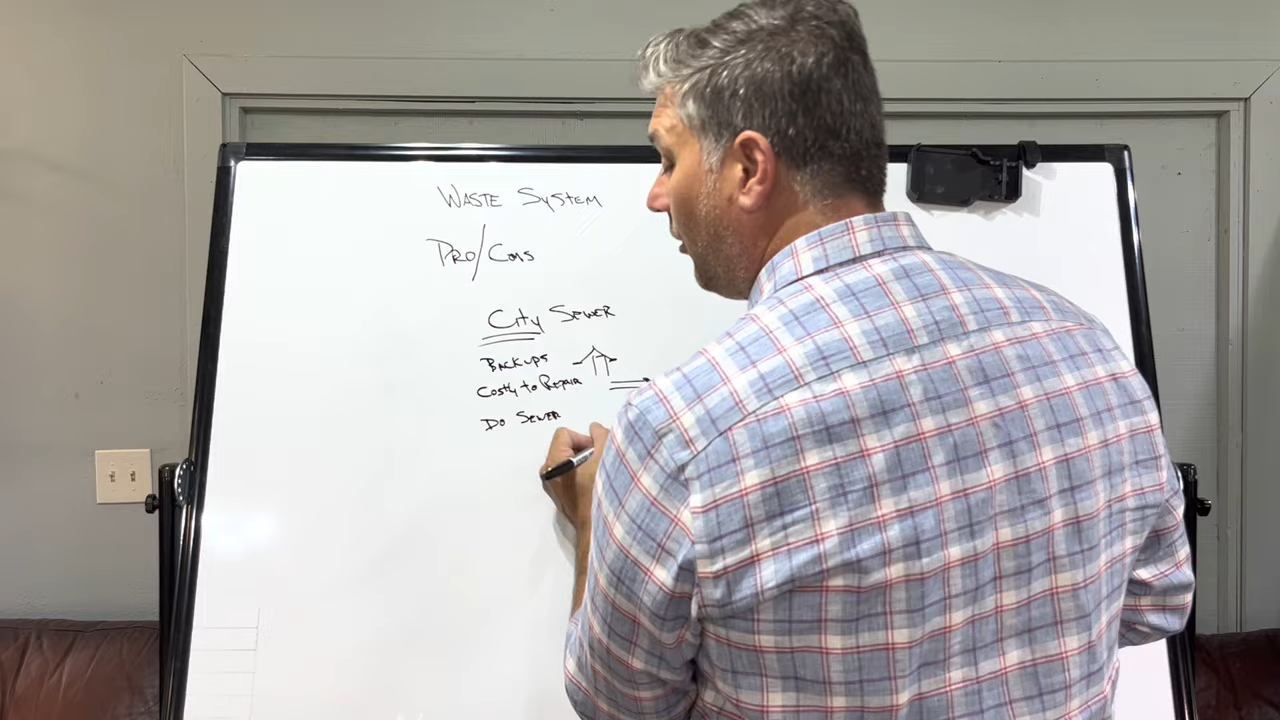 Waste System
Pro/Cons
City Sewer
Backups
Costly to Repair
Do Sewer